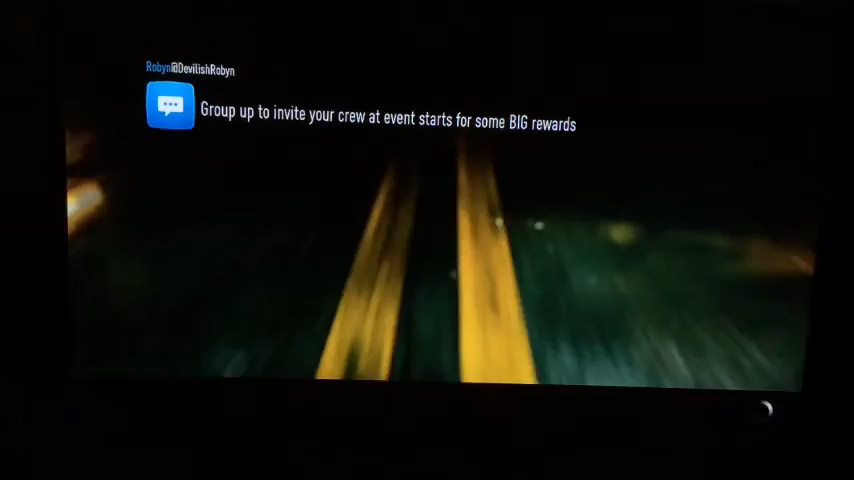 Robyn@DevilishRobyn
Group up to invite your crew at event starts for some BIG rewards